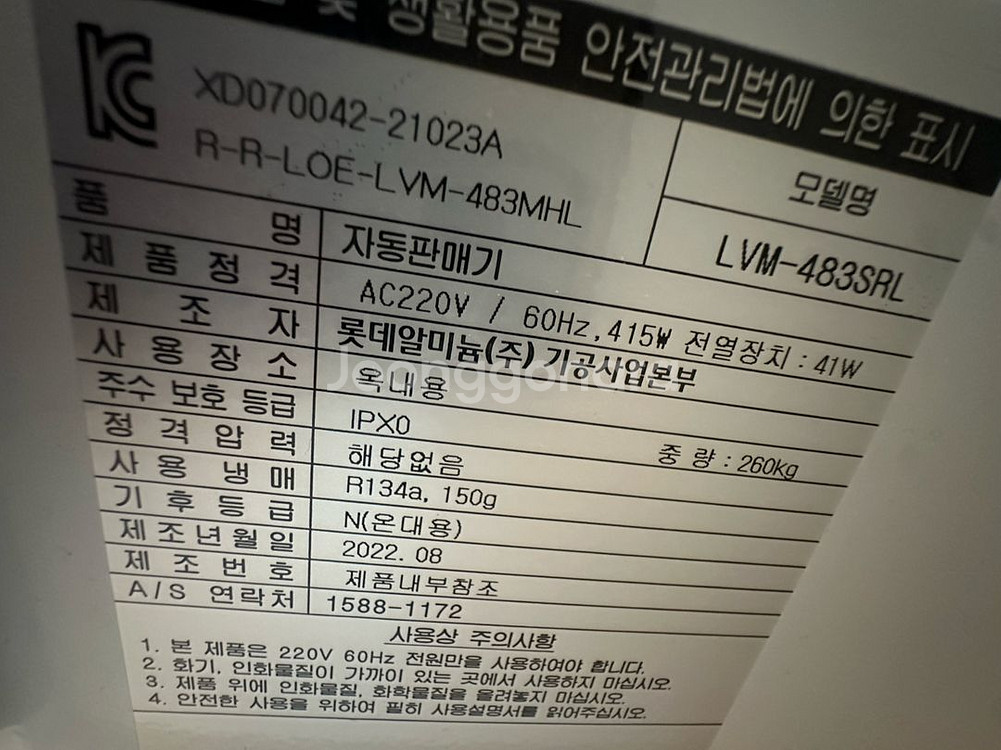 및 생활용품 안전관리법에 의한 표시
XD070042-21023A
R-R-LOE-LVM-483MHL
모델명
LVM-483SRL
품 명 자동판매기
제 품 정 격 AC220V / 60Hz,415W 전열장치 : 41W
제 조 자 롯데알미늄(주) 기공사업본부
사 용 장 소 옥내용
주수 보호 등급 IPX0
정 격 압 력 해당없음 중 량 : 260kg
사 용 냉 매 R134a, 150g
기 후 등 급 N(온대용)
제 조 년 월 일 2022. 08
제 조 번 호 제품내부참조
A/S 연락처 1588-1172
사용상 주의사항
1. 본 제품은 220V 60Hz 전원만을 사용하여야 합니다.
2. 화기, 인화물질이 가까이 있는 곳에서 사용하지 마십시오.
3. 제품 위에 인화물질, 화학물질을 올려놓지 마십시오.
4. 안전한 사용을 위하여 필히 사용설명서를 읽어주십시오.